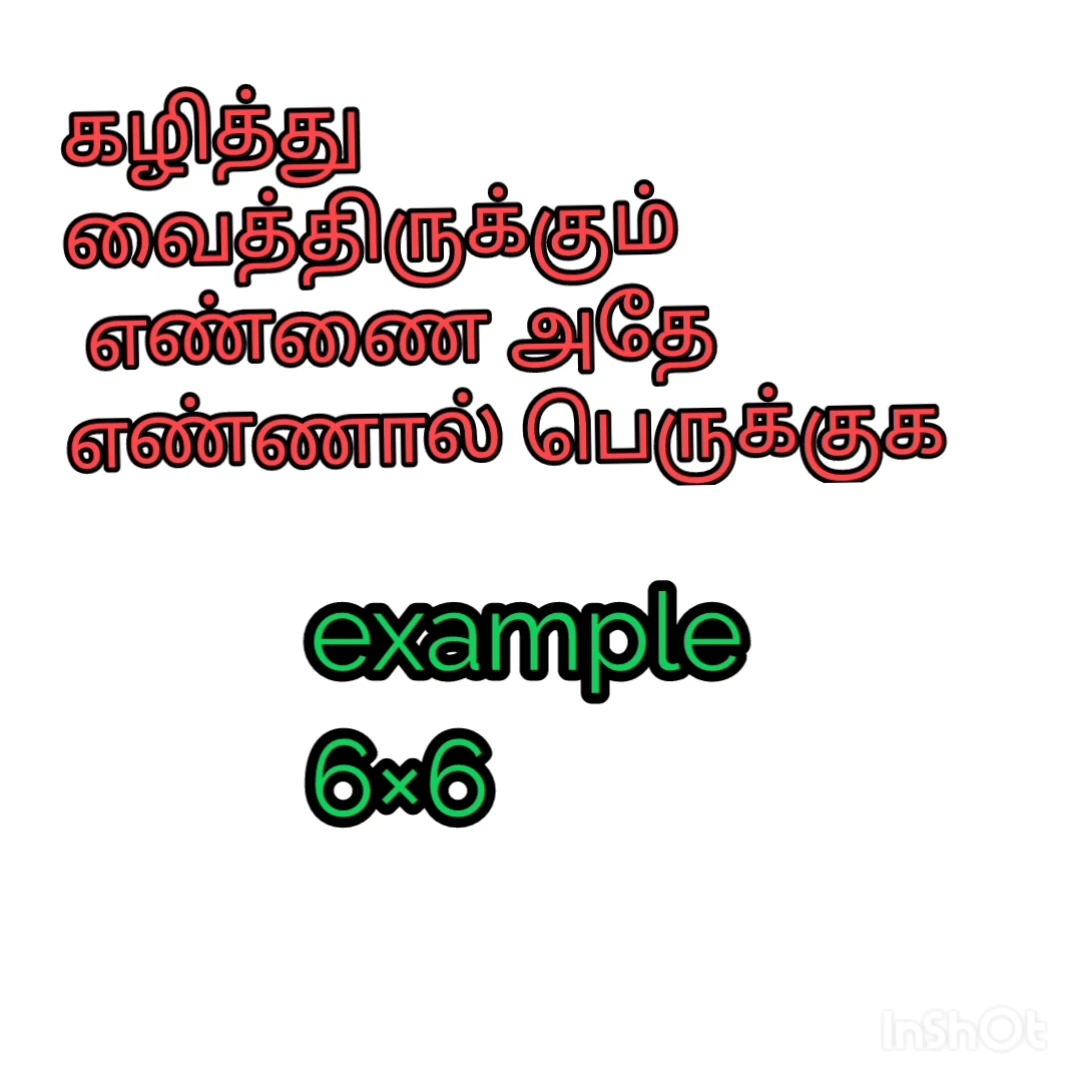 கழித்து
வைத்திருக்கும்
எண்ணை அதே
எண்ணால் பெருக்குக
example
6×6
InShOt